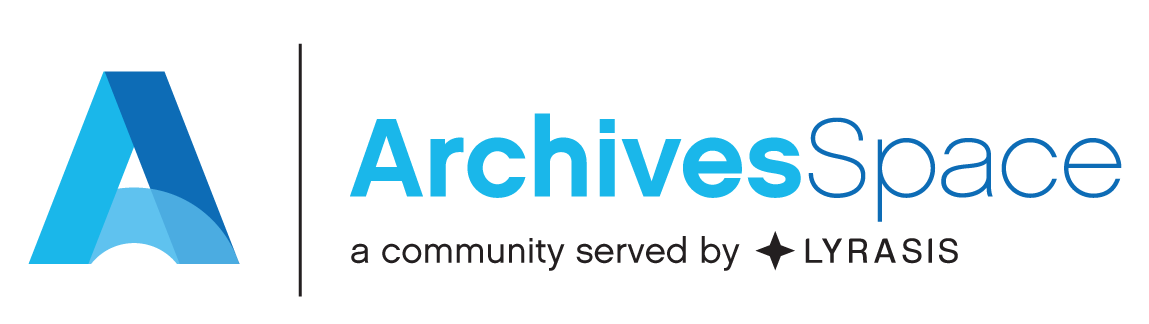 ArchivesSpace
a community served by LYRASIS